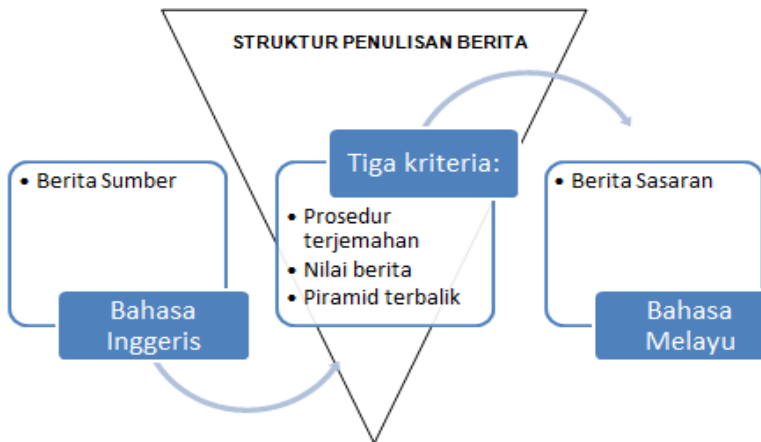 STRUKTUR PENULISAN BERITA
• Berita Sumber
Bahasa
Inggeris
Tiga kriteria:
• Prosedur
terjemahan
• Nilai berita
• Piramid terbalik
• Berita Sasaran
Bahasa
Melayu